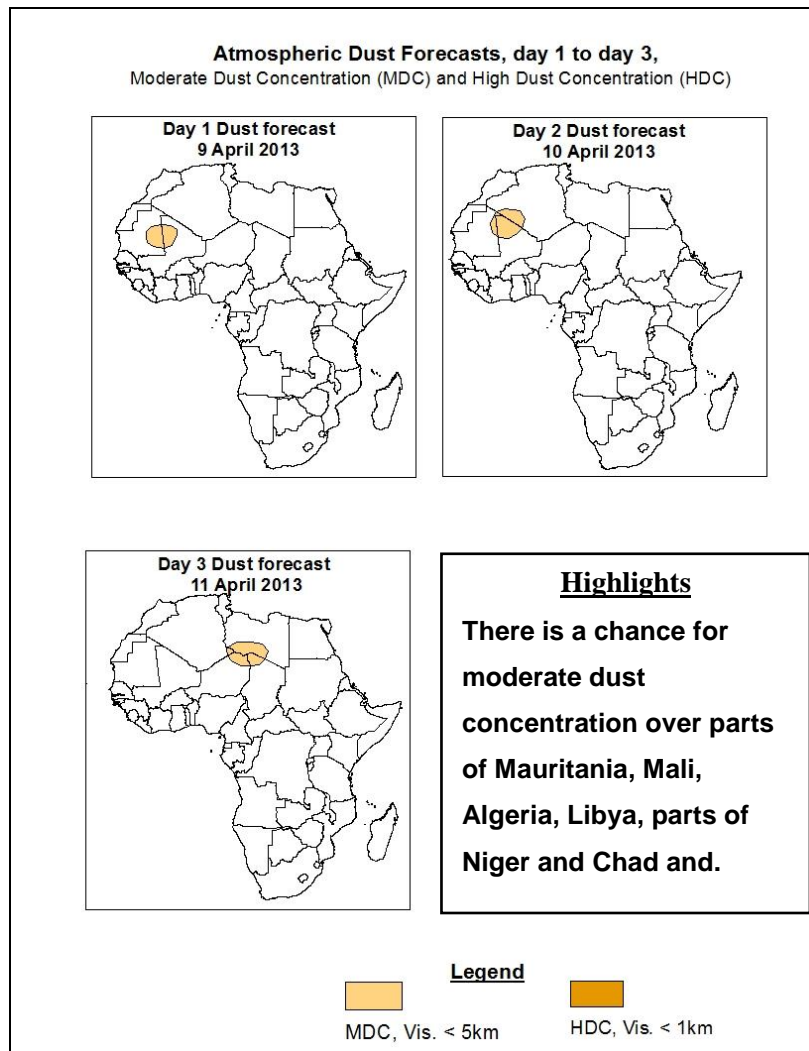 Atmospheric Dust Forecasts, day 1 to day 3,
Moderate Dust Concentration (MDC) and High Dust Concentration (HDC)
Day 1 Dust forecast
9 April 2013
Day 2 Dust forecast
10 April 2013
Day 3 Dust forecast
11 April 2013
Highlights
There is a chance for
moderate dust
concentration over parts
of Mauritania, Mali,
Algeria, Libya, parts of
Niger and Chad and.
Legend
MDC, Vis. < 5km
HDC, Vis. < 1km